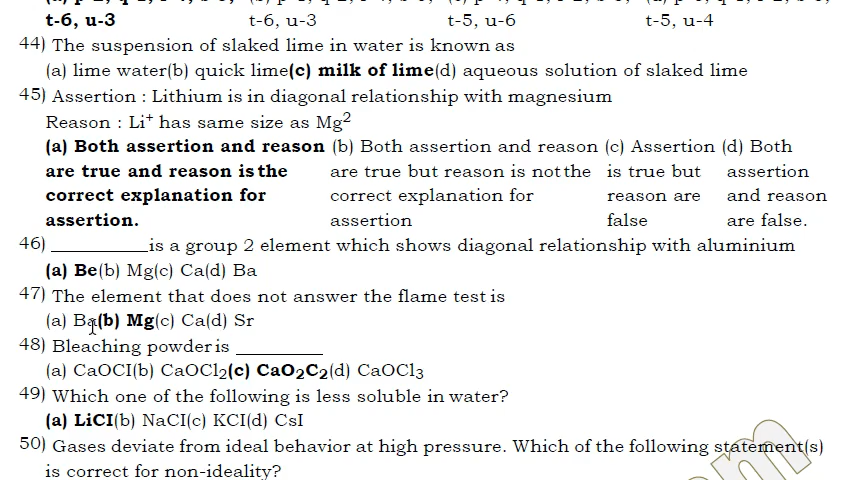 t-6, u-3 t-6, u-3 t-5, u-6 t-5, u-4
44) The suspension of slaked lime in water is known as
(a) lime water(b) quick lime(c) milk of lime(d) aqueous solution of slaked lime
45) Assertion : Lithium is in diagonal relationship with magnesium
Reason : Li+ has same size as Mg2
(a) Both assertion and reason (b) Both assertion and reason (c) Assertion (d) Both
are true and reason is the are true but reason is not the is true but assertion
correct explanation for correct explanation for reason are and reason
assertion. assertion false are false.
46) __________is a group 2 element which shows diagonal relationship with aluminium
(a) Be(b) Mg(c) Ca(d) Ba
47) The element that does not answer the flame test is
(a) Ba(b) Mg(c) Ca(d) Sr
48) Bleaching powder is _________
(a) CaOCI(b) CaOCl2(c) CaO2C2(d) CaOCl3
49) Which one of the following is less soluble in water?
(a) LiCI(b) NaCI(c) KCI(d) CsI
50) Gases deviate from ideal behavior at high pressure. Which of the following statement(s)
is correct for non-ideality?